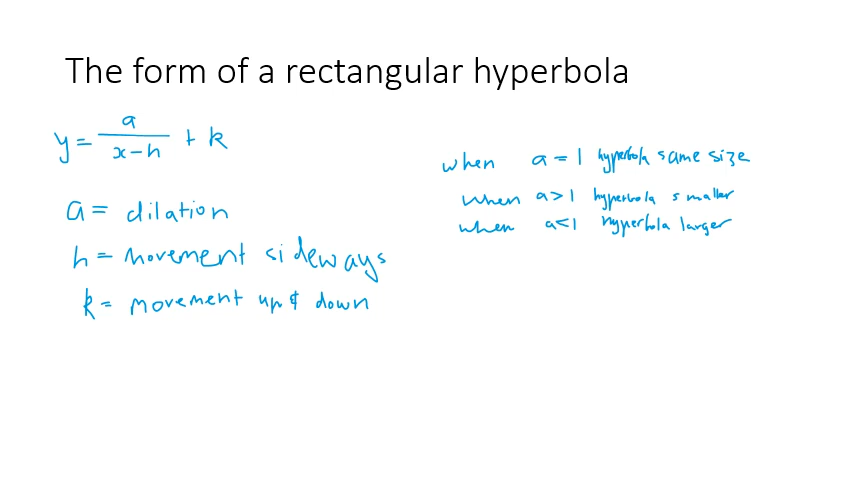 The form of a rectangular hyperbola
y = a / (x - h) + k
a = dilation
h = movement sideways
k = movement up & down
when a = 1 hyperbola same size
when a > 1 hyperbola smaller
when a < 1 hyperbola larger